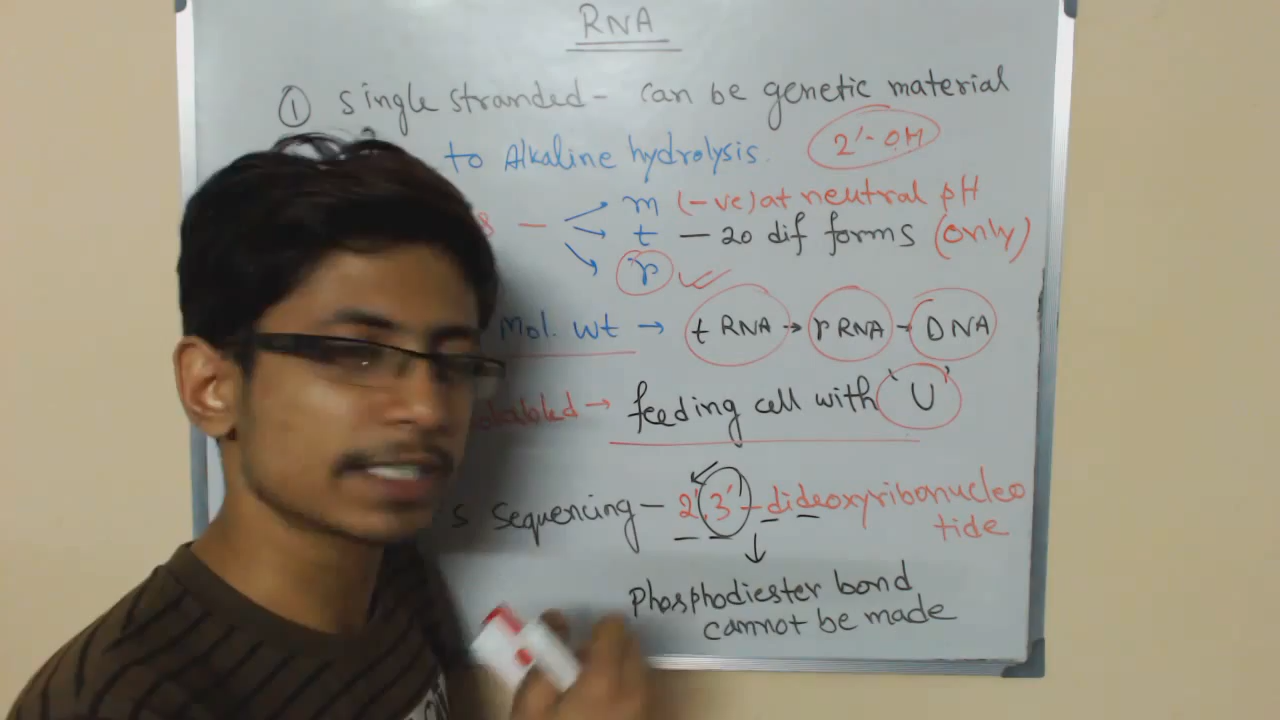 RNA
① Single stranded - can be genetic material
to Alkaline hydrolysis. 2'-OH
m (-ve) at neutral pH
t — 20 dif forms (only)
r
Mol. wt → t RNA → r RNA - DNA
→ feeding cell with 'U'
s sequencing - 2', 3' - dideoxyribonucleo
tide
Phosphodiester bond
cannot be made